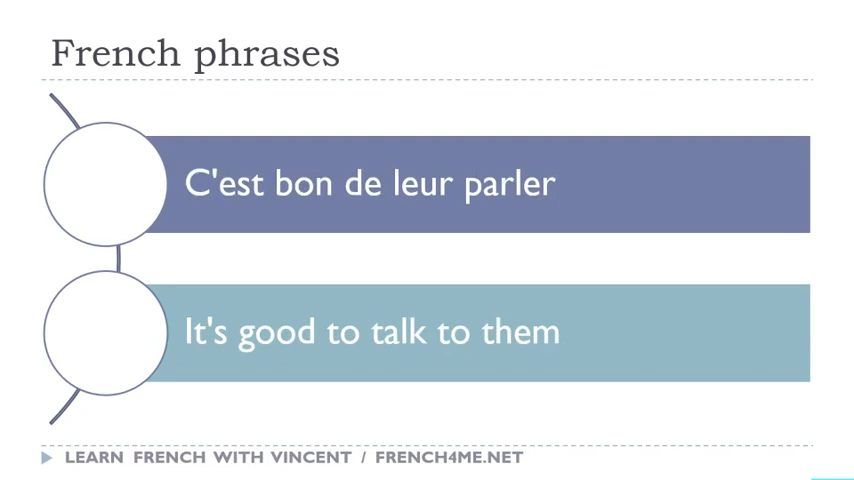 French phrases
C'est bon de leur parler
It's good to talk to them
LEARN FRENCH WITH VINCENT / FRENCH4ME.NET